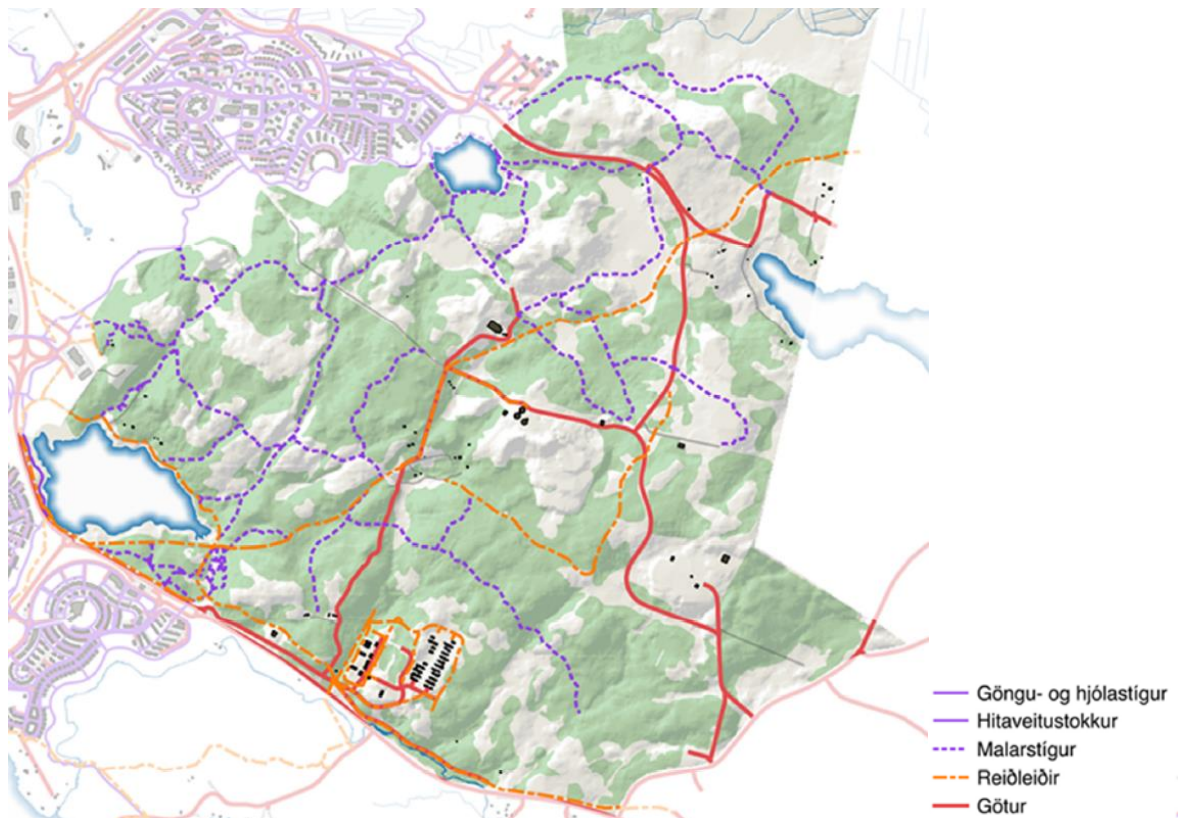 Göngu- og hjólastígur
Hitaveitustokkur
Malarstígur
Reiðleiðir
Götur